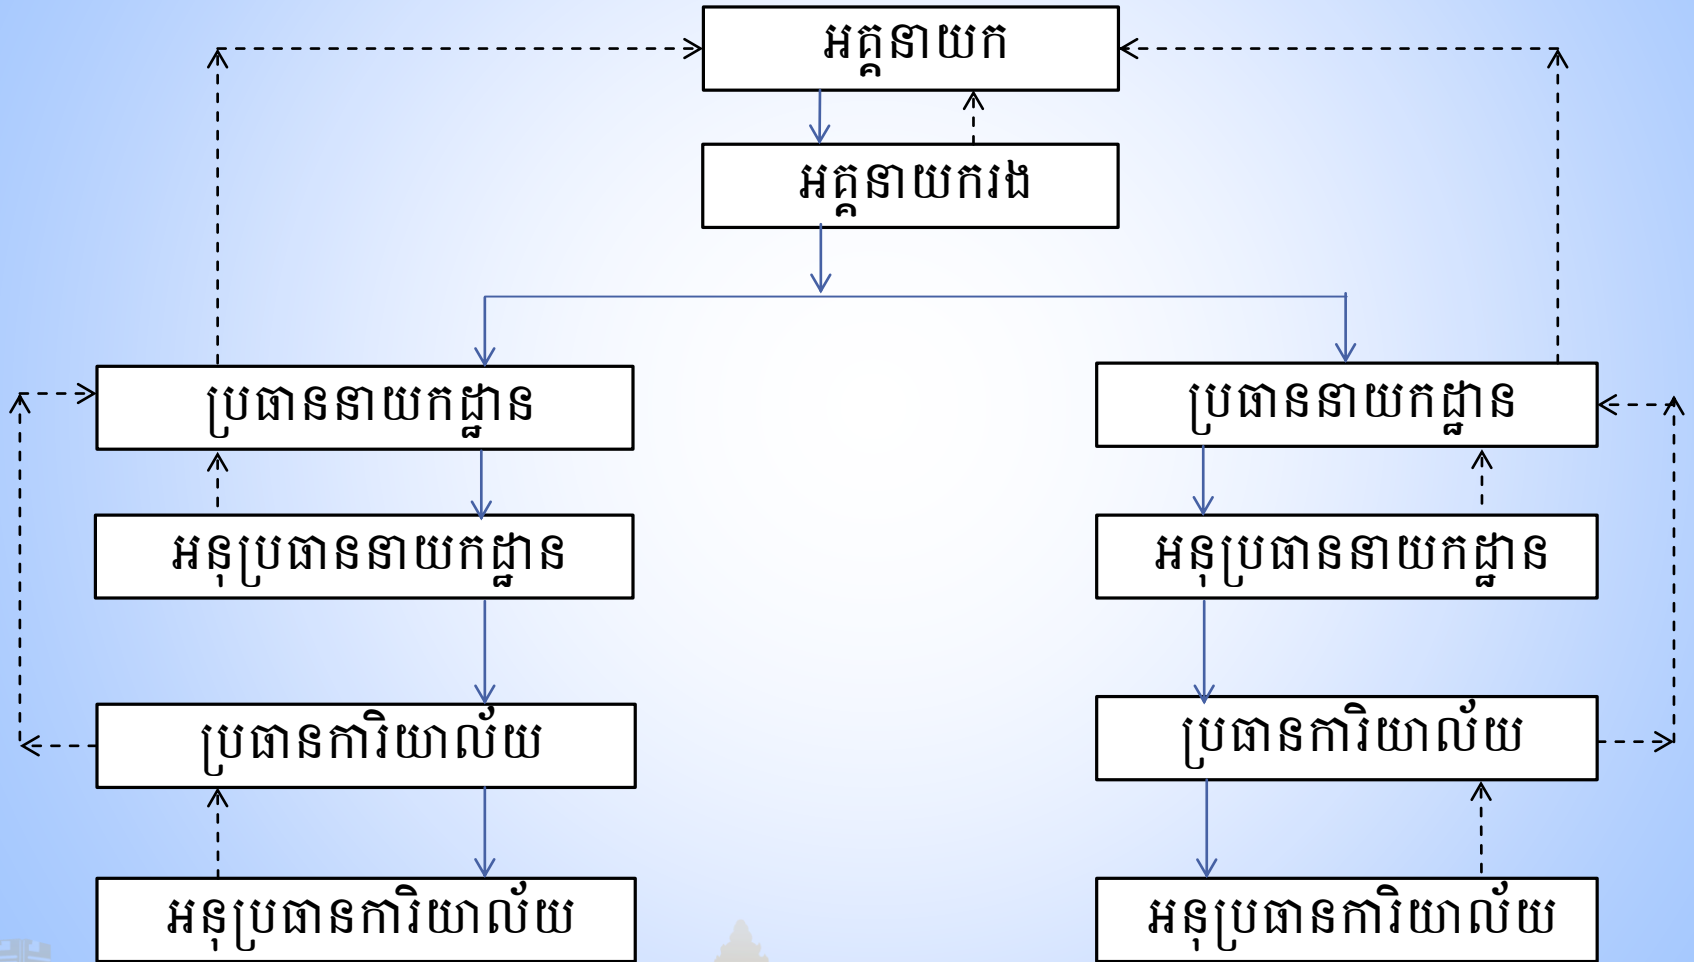 អគ្គនាយក
អគ្គនាយករង
ប្រធាននាយកដ្ឋាន
ប្រធាននាយកដ្ឋាន
អនុប្រធាននាយកដ្ឋាន
អនុប្រធាននាយកដ្ឋាន
ប្រធានការិយាល័យ
ប្រធានការិយាល័យ
អនុប្រធានការិយាល័យ
អនុប្រធានការិយាល័យ